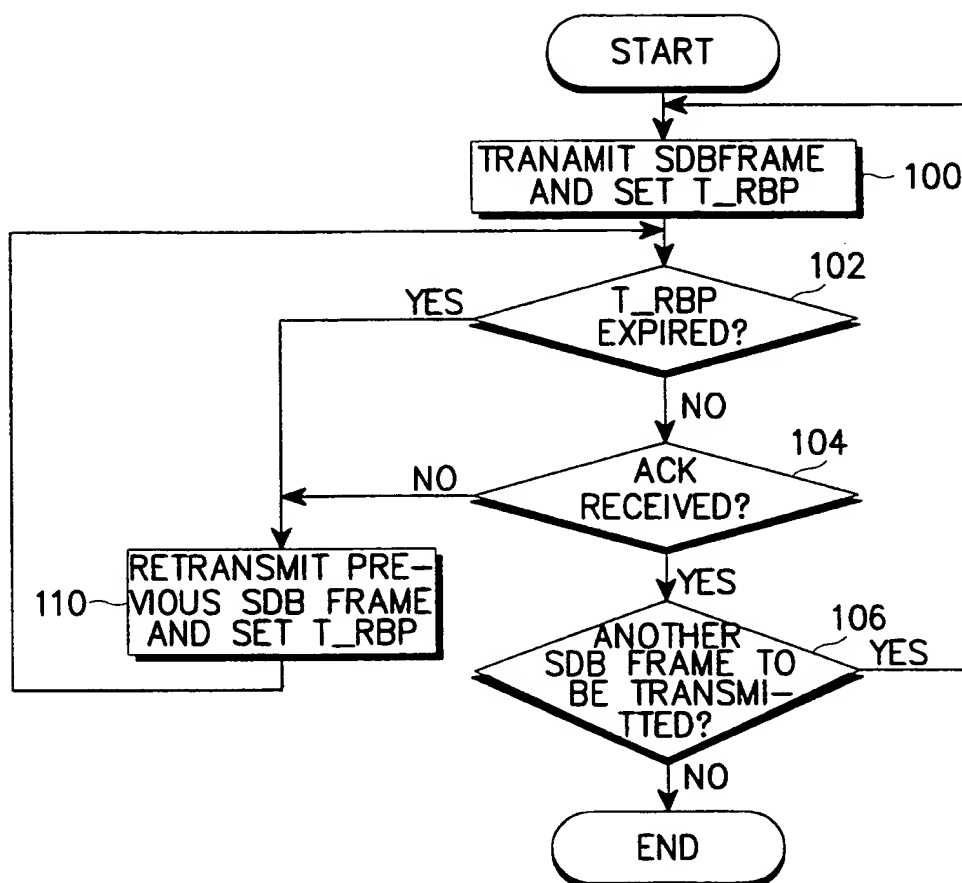 START
TRANAMIT SDBFRAME
AND SET T_RBP
100
102
T_RBP
EXPIRED?
YES
NO
104
ACK
RECEIVED?
NO
YES
RETRANSMIT PRE-
VIOUS SDB FRAME
AND SET T_RBP
110
106
ANOTHER
SDB FRAME TO
BE TRANSMI-
TTED?
YES
NO
END